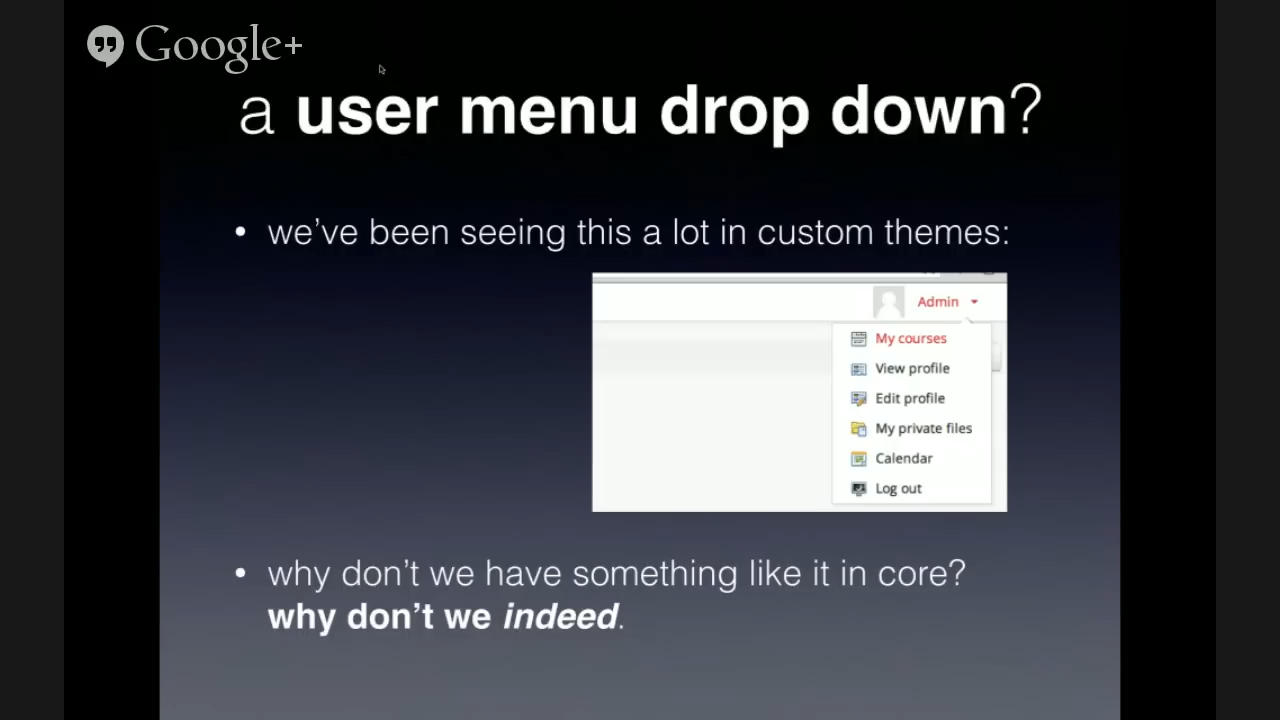 Google+
a user menu drop down?
• we’ve been seeing this a lot in custom themes:
Admin
My courses
View profile
Edit profile
My private files
Calendar
Log out
• why don’t we have something like it in core?
why don’t we indeed.